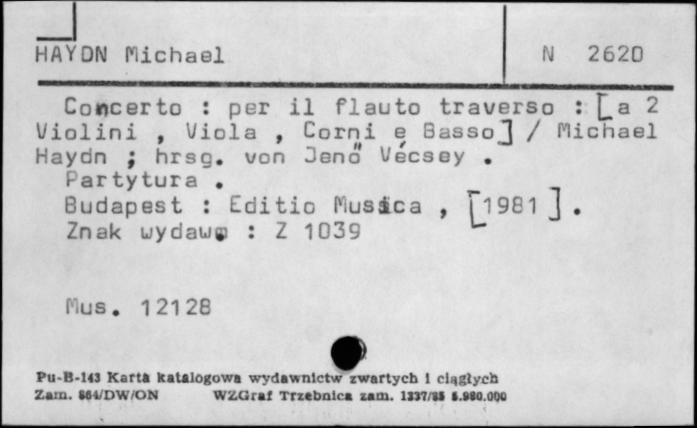 HAYDN Michael N 2620
Concerto : per il flauto traverso : [a 2
Violini , Viola , Corni e Basso] / Michael
Haydn ; hrsg. von Jenő Vécsey .
Partytura .
Budapest : Editio Musica , [1981] .
Znak wydaw. : Z 1039
Mus. 12128
Pu-B-143 Karta katalogowa wydawnictw zwartych i ciągłych
Zam. 864/DW/ON WZGraf Trzebnica zam. 1337/85 5.980.000